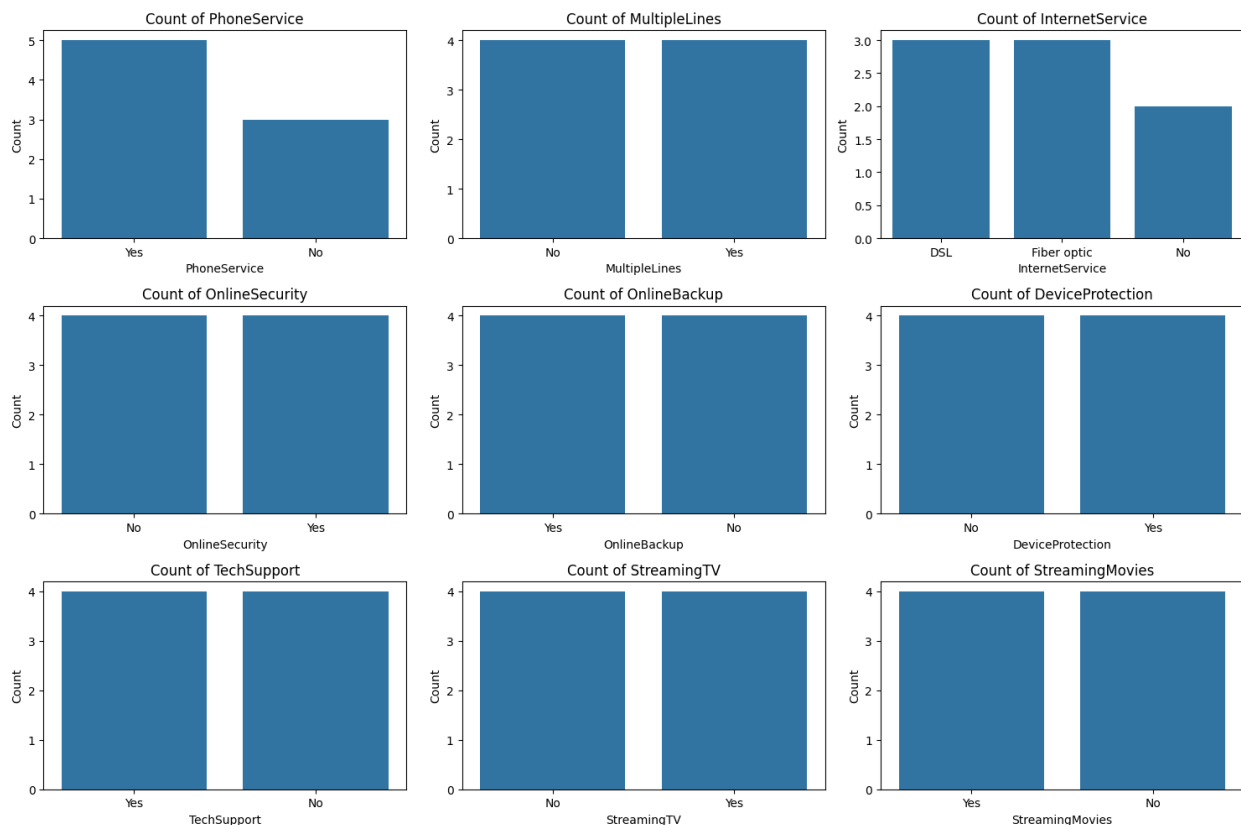 Count of PhoneService
5
4
3
2
1
0
Count
Yes
No
PhoneService
Count of MultipleLines
4
3
2
1
0
Count
No
Yes
MultipleLines
Count of InternetService
3.0
2.5
2.0
1.5
1.0
0.5
0.0
Count
DSL
Fiber optic
No
InternetService
Count of OnlineSecurity
4
3
2
1
0
Count
No
Yes
OnlineSecurity
Count of OnlineBackup
4
3
2
1
0
Count
Yes
No
OnlineBackup
Count of DeviceProtection
4
3
2
1
0
Count
No
Yes
DeviceProtection
Count of TechSupport
4
3
2
1
0
Count
Yes
No
TechSupport
Count of StreamingTV
4
3
2
1
0
Count
No
Yes
StreamingTV
Count of StreamingMovies
4
3
2
1
0
Count
Yes
No
StreamingMovies